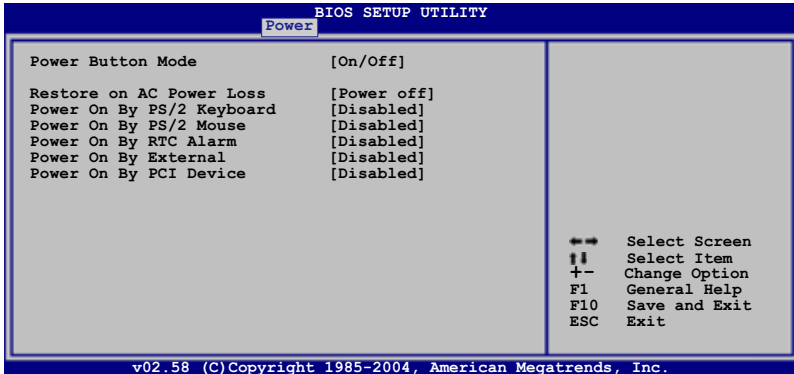 BIOS SETUP UTILITY
Power
Power Button Mode [On/Off]
Restore on AC Power Loss [Power off]
Power On By PS/2 Keyboard [Disabled]
Power On By PS/2 Mouse [Disabled]
Power On By RTC Alarm [Disabled]
Power On By External [Disabled]
Power On By PCI Device [Disabled]
←→ Select Screen
↑↓ Select Item
+- Change Option
F1 General Help
F10 Save and Exit
ESC Exit
v02.58 (C)Copyright 1985-2004, American Megatrends, Inc.